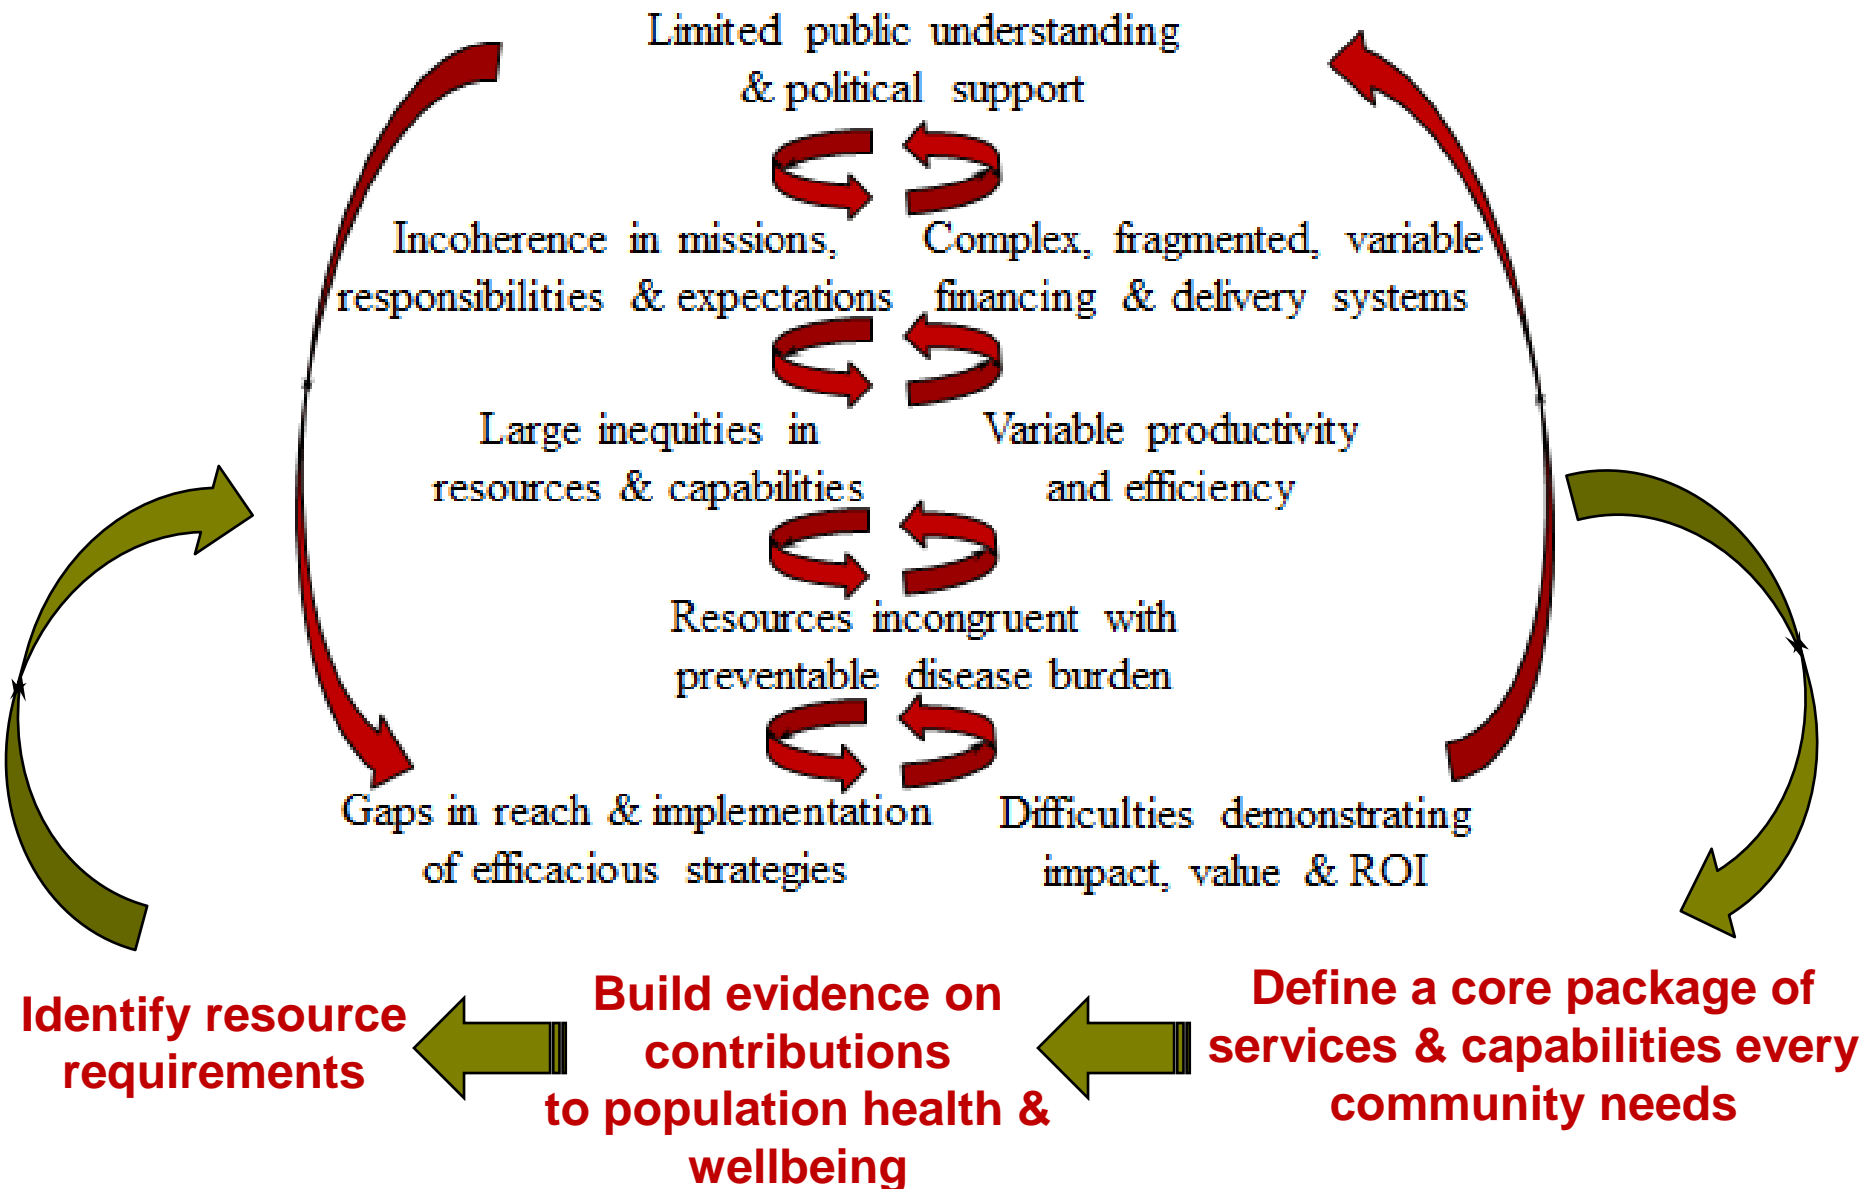 Limited public understanding
& political support
Incoherence in missions,
responsibilities & expectations
Complex, fragmented, variable
financing & delivery systems
Large inequities in
resources & capabilities
Variable productivity
and efficiency
Resources incongruent with
preventable disease burden
Gaps in reach & implementation
of efficacious strategies
Difficulties demonstrating
impact, value & ROI
Identify resource
requirements
Build evidence on
contributions
to population health &
wellbeing
Define a core package of
services & capabilities every
community needs